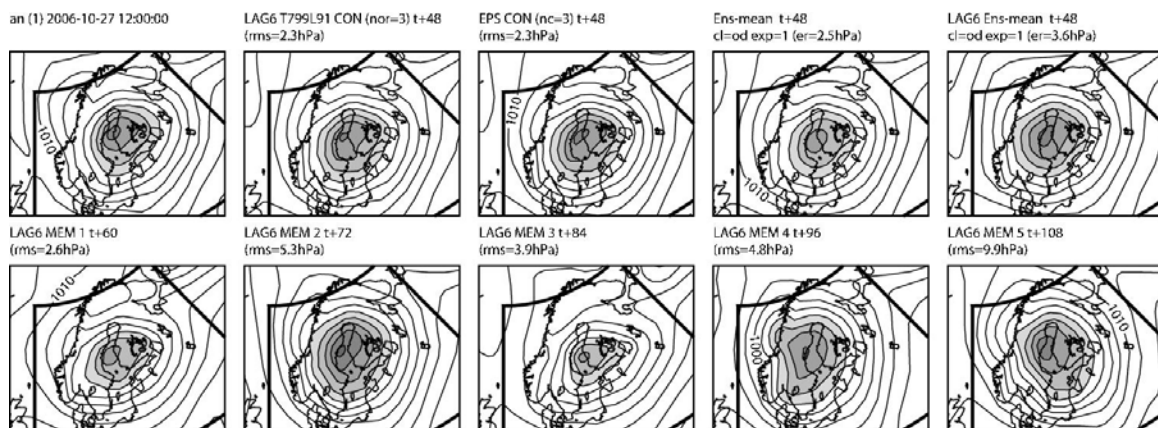 an (1) 2006-10-27 12:00:00
LAG6 T799L91 CON (nor=3) t+48
(rms=2.3hPa)
EPS CON (nc=3) t+48
(rms=2.3hPa)
Ens-mean t+48
cl=od exp=1 (er=2.5hPa)
LAG6 Ens-mean t+48
cl=od exp=1 (er=3.6hPa)
1010
1010
1010
LAG6 MEM 1 t+60
(rms=2.6hPa)
LAG6 MEM 2 t+72
(rms=5.3hPa)
LAG6 MEM 3 t+84
(rms=3.9hPa)
LAG6 MEM 4 t+96
(rms=4.8hPa)
LAG6 MEM 5 t+108
(rms=9.9hPa)
1010
1000
1010